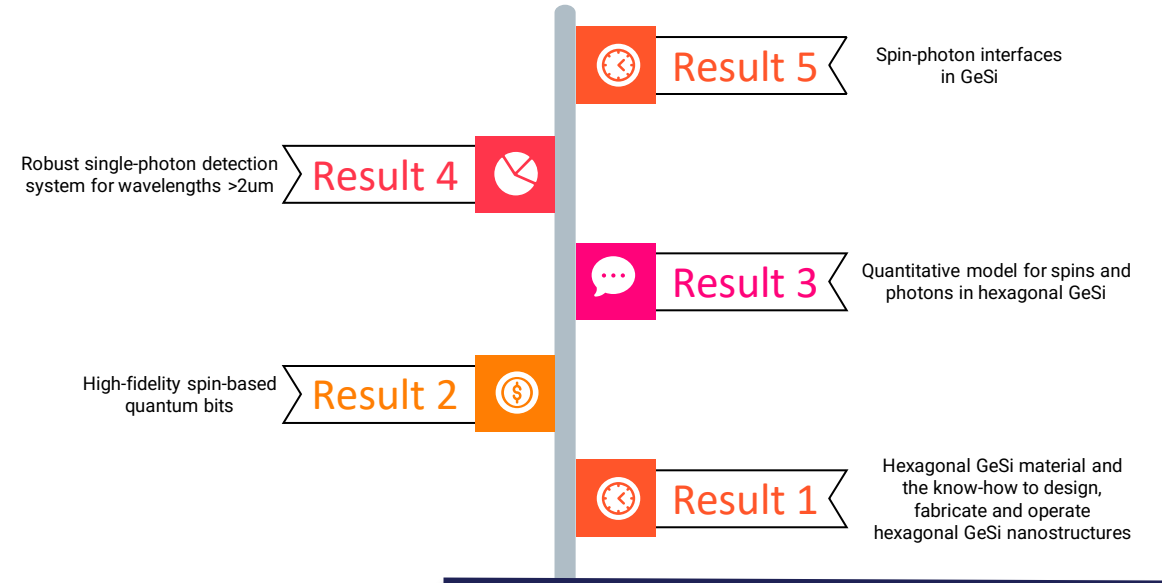 Result 5
Spin-photon interfaces
in GeSi
Robust single-photon detection
system for wavelengths >2um
Result 4
Result 3
Quantitative model for spins and
photons in hexagonal GeSi
High-fidelity spin-based
quantum bits
Result 2
$
Result 1
Hexagonal GeSi material and
the know-how to design,
fabricate and operate
hexagonal GeSi nanostructures